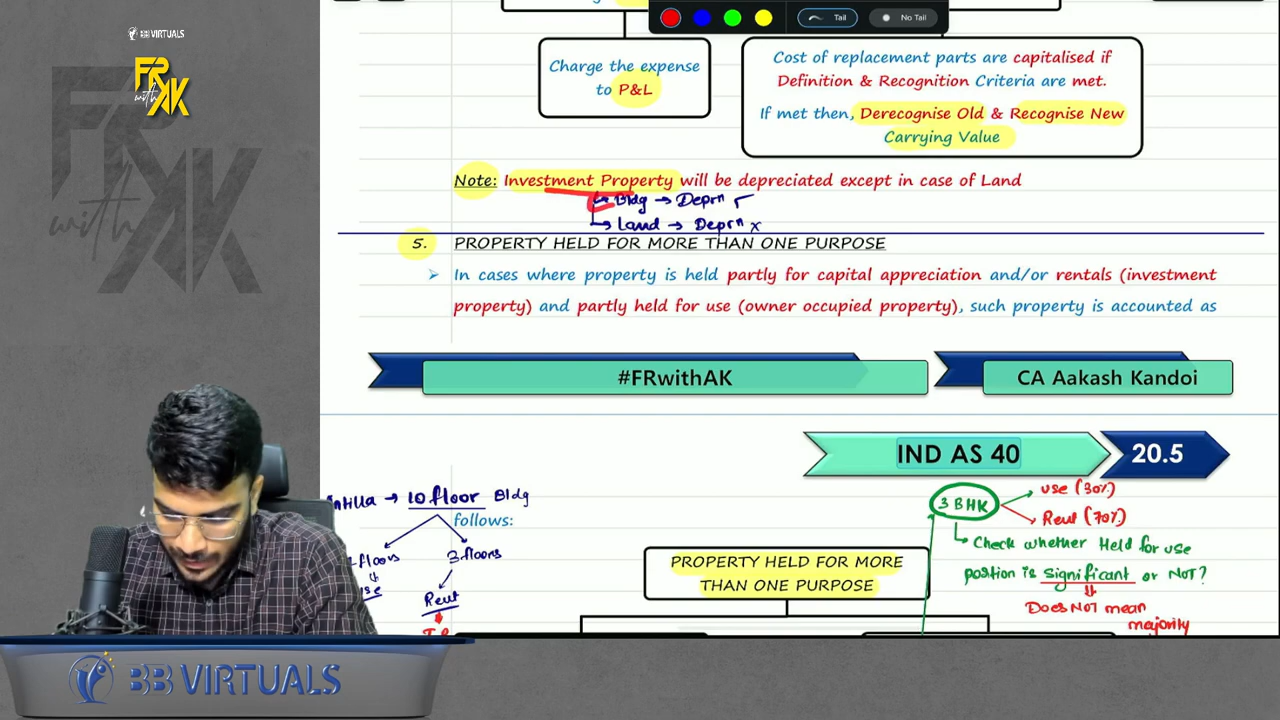 BB VIRTUALS
FR
with
AK
Tail
No Tail
Charge the expense
to P&L
Cost of replacement parts are capitalised if
Definition & Recognition Criteria are met.
If met then, Derecognise Old & Recognise New
Carrying Value
Note: Investment Property will be depreciated except in case of Land
Bldg → Deprn ✓
Land → Deprn x
5. PROPERTY HELD FOR MORE THAN ONE PURPOSE
➢ In cases where property is held partly for capital appreciation and/or rentals (investment
property) and partly held for use (owner occupied property), such property is accounted as
#FRwithAK
CA Aakash Kandoi
IND AS 40
20.5
→ 10 floor Bldg
follows:
floors
3 floors
Rent
3 BHK
Use (30%)
Rent (70%)
Check whether Held for use
portion is significant or NOT?
Does NOT mean
majority
PROPERTY HELD FOR MORE
THAN ONE PURPOSE
BB VIRTUALS